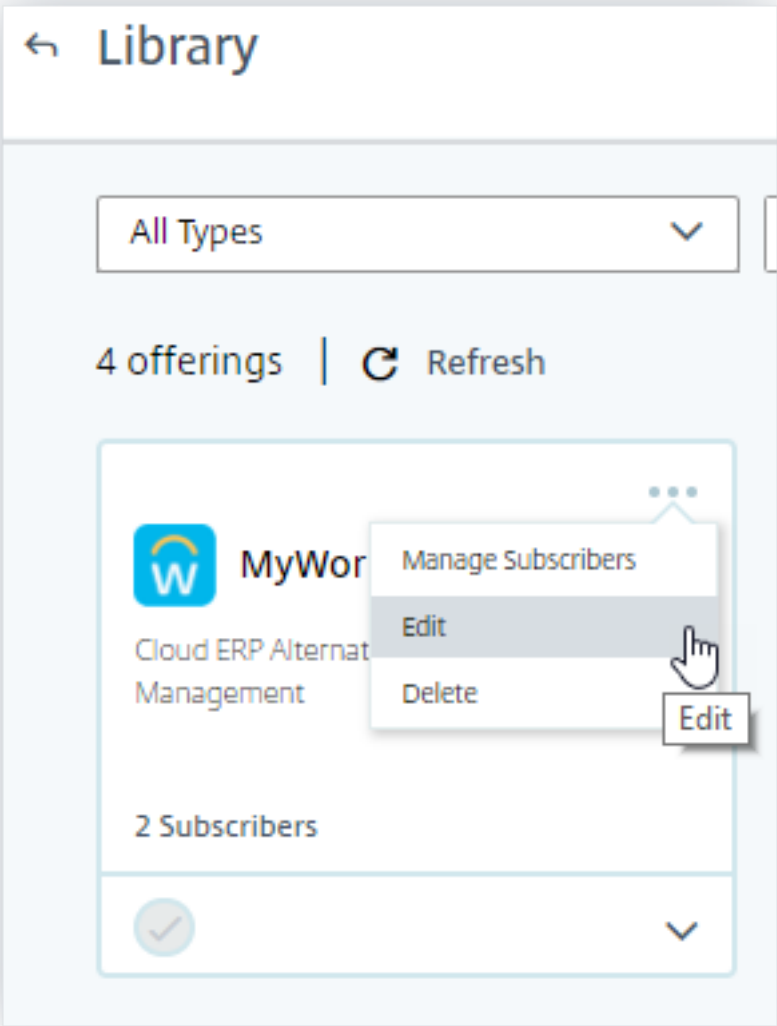 Library
All Types
4 offerings | Refresh
MyWor
Cloud ERP Alternat
Management
Manage Subscribers
Edit
Delete
Edit
2 Subscribers